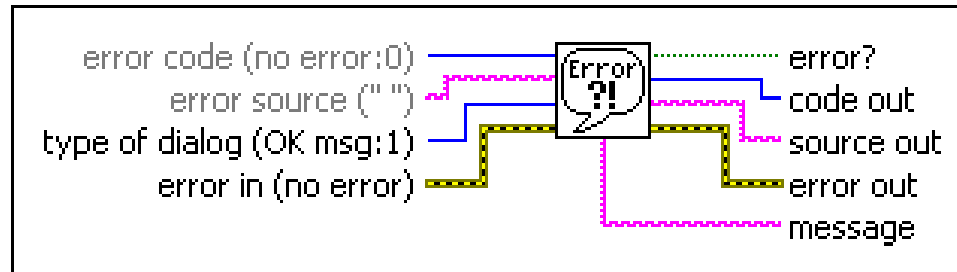 error code (no error:0)
error source (" ")
type of dialog (OK msg:1)
error in (no error)
Error
?!
error?
code out
source out
error out
message